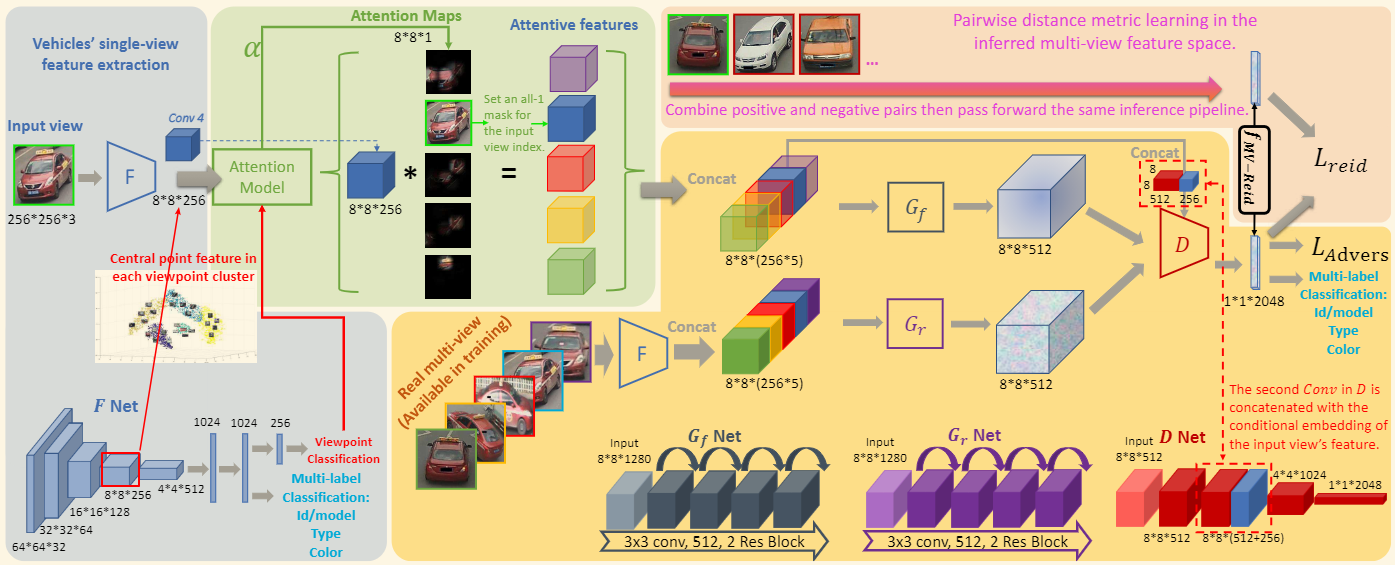 Vehicles' single-view
feature extraction
Input view
256*256*3
F
Conv 4
8*8*256
Attention
Model
α
Attention Maps
8*8*1
8*8*256
*
=
Set an all-1
mask for
the input
view index.
Attentive features
Pairwise distance metric learning in the
inferred multi-view feature space.
...
Combine positive and negative pairs then pass forward the same inference pipeline.
f MV-Reid
L reid
Concat
8*8*(256*5)
G f
8*8*512
Concat
8
8
512 256
D
1*1*2048
L Advers
Multi-label
Classification:
Id/model
Type
Color
Real multi-view
(Available in training)
F
Concat
8*8*(256*5)
G r
8*8*512
The second Conv in D is
concatenated with the
conditional embedding of
the input view's feature.
Central point feature in
each viewpoint cluster
F Net
64*64*32
32*32*64
16*16*128
8*8*256
4*4*512
1024
1024
256
Viewpoint
Classification
Multi-label
Classification:
Id/model
Type
Color
G f Net
Input
8*8*1280
3x3 conv, 512, 2 Res Block
G r Net
Input
8*8*1280
3x3 conv, 512, 2 Res Block
D Net
Input
8*8*512
8*8*512
8*8*(512+256)
4*4*1024
1*1*2048